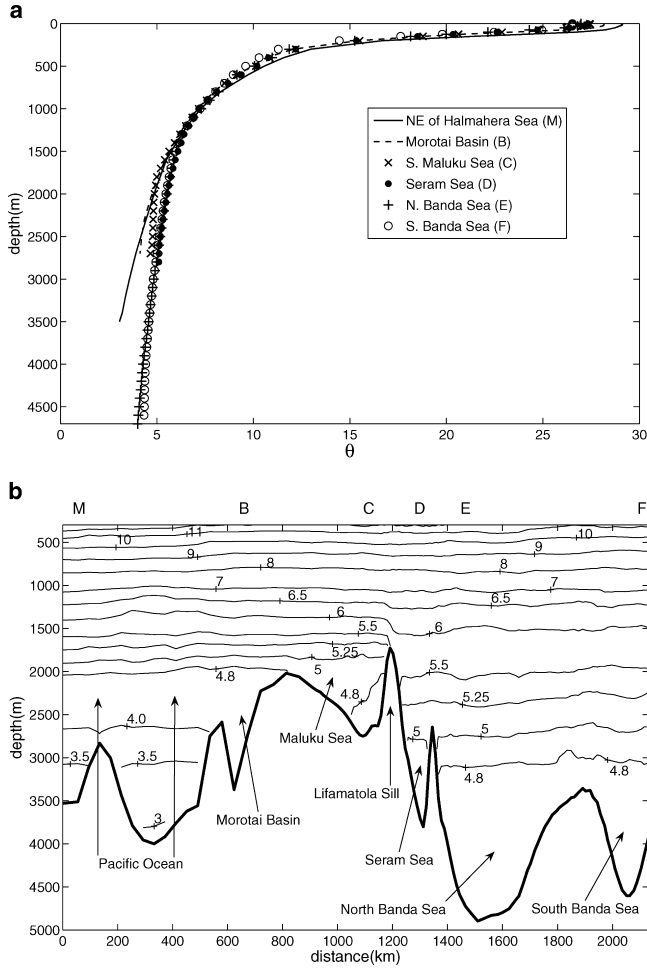 a
0
500
1000
1500
2000
2500
3000
3500
4000
4500
depth(m)
0 5 10 15 20 25 30
θ
NE of Halmahera Sea (M)
Morotai Basin (B)
S. Maluku Sea (C)
Seram Sea (D)
N. Banda Sea (E)
S. Banda Sea (F)
b
M B C D E F
500
1000
1500
2000
2500
3000
3500
4000
4500
5000
depth(m)
11
10 10
9 9
8 8
7 7
6.5 6.5
6 6
5.5 5.5
5.25 5.25
5 5
4.8 4.8 4.8 4.8
4.0
3.5 3.5
3
5
Maluku Sea
Lifamatola Sill
Morotai Basin
Seram Sea
Pacific Ocean
North Banda Sea
South Banda Sea
0 200 400 600 800 1000 1200 1400 1600 1800 2000
distance(km)